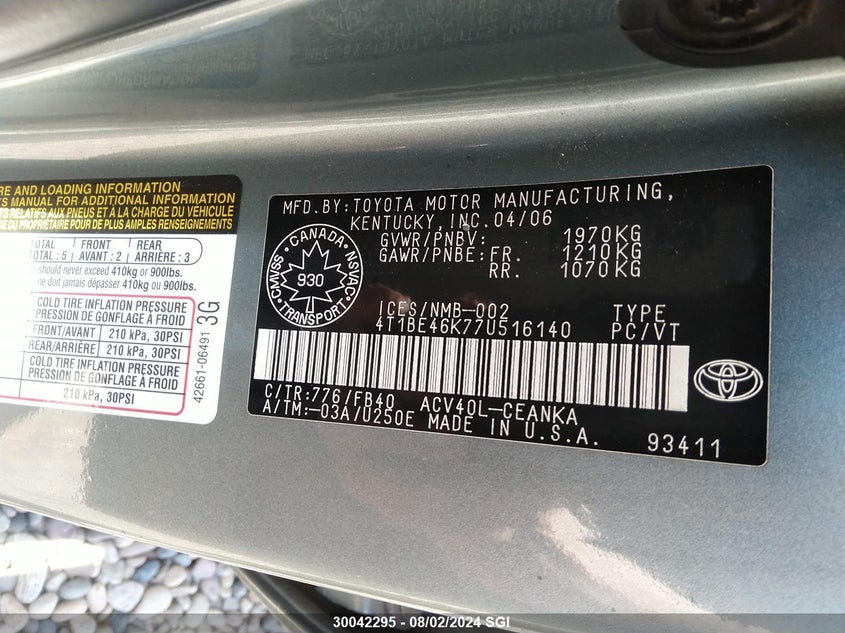 RE AND LOADING INFORMATION
S MANUAL FOR MORE INFORMATION
TS RELATIFS AUX PNEUS ET À LA CHARGE DU VÉHICULE
DU PROPRIÉTAIRE POUR DE PLUS AMPLES RENSEIGNEMENTS
TOTAL FRONT REAR
TOTAL : 5 AVANT : 2 ARRIÈRE : 3
should never exceed 410kg or 900lbs.
ne doit jamais dépasser 410kg ou 900lbs.
COLD TIRE INFLATION PRESSURE
PRESSION DE GONFLAGE À FROID
FRONT/AVANT 210 kPa, 30PSI
REAR/ARRIÈRE 210 kPa, 30PSI
COLD TIRE INFLATION PRESSURE
PRESSION DE GONFLAGE À FROID
210 kPa, 30PSI
42661-06491 3G
MFD.BY:TOYOTA MOTOR MANUFACTURING,
KENTUCKY,INC.04/06
GVWR/PNBV: 1970KG
GAWR/PNBE: FR. 1210KG
RR. 1070KG
CANADA
CMVSS 930 NSVAC
TRANSPORT
ICES/NMB-002 TYPE
4T1BE46K77U516140 PC/VT
C/TR:776/FB40 ACV40L-CEANKA
A/TM:-03A/U250E MADE IN U.S.A.
93411
TOYOTA
30042295 - 08/02/2024 SGI